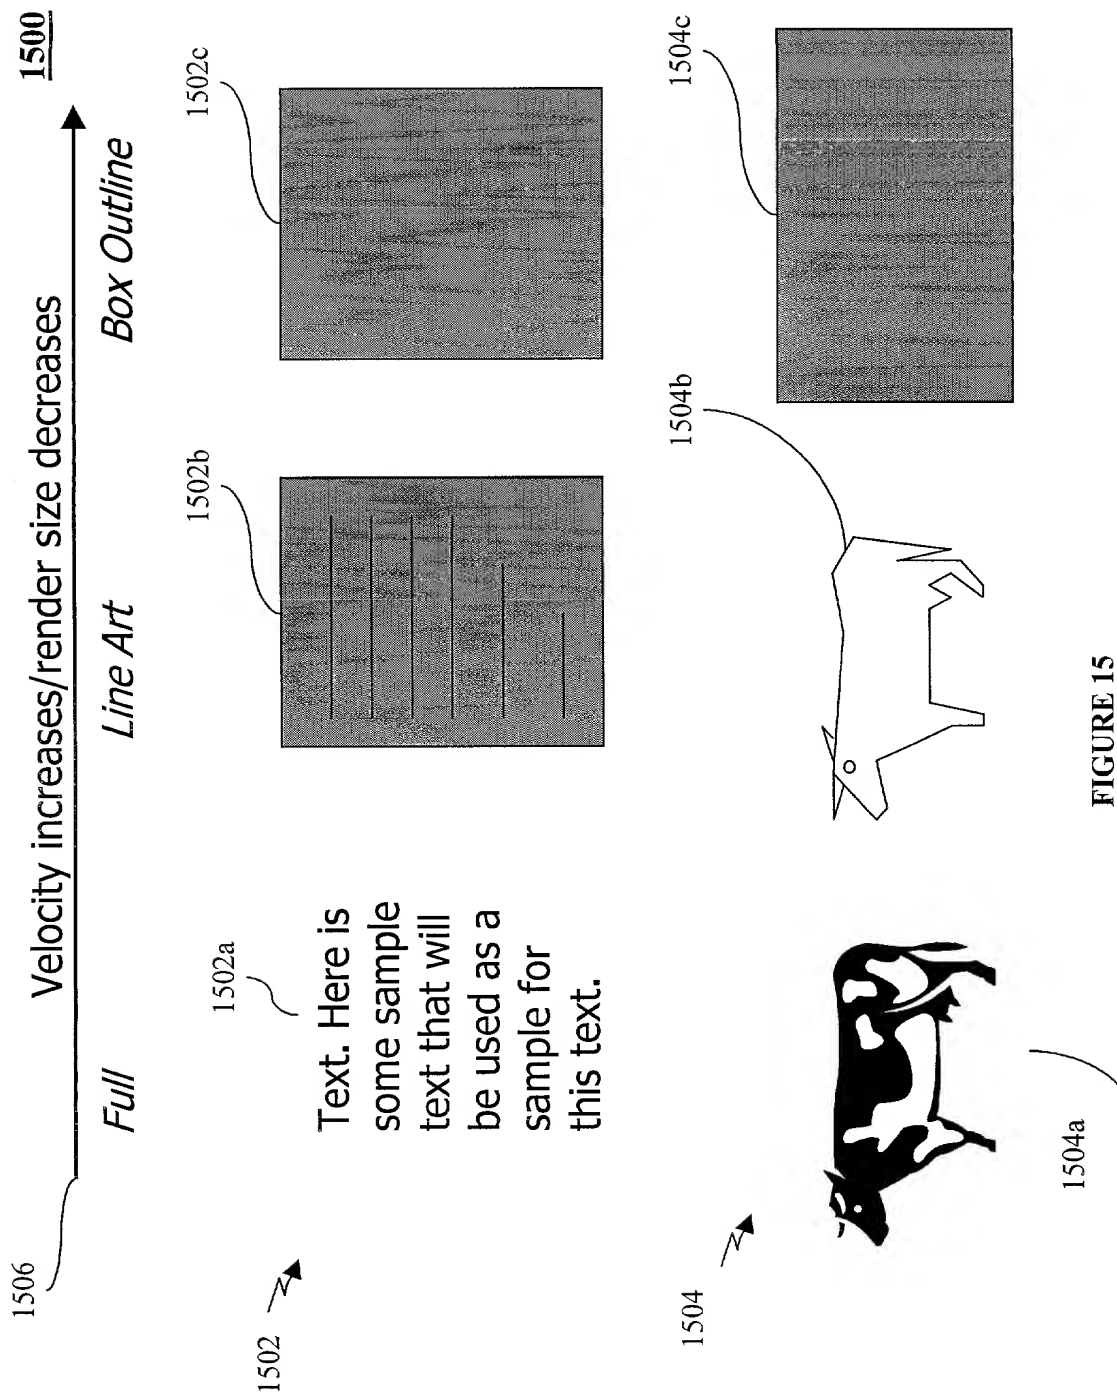 1500
Velocity increases/render size decreases
1506
Full
Line Art
Box Outline
1502
1502a
1502b
1502c
Text. Here is
some sample
text that will
be used as a
sample for
this text.
1504
1504a
1504b
1504c
FIGURE 15